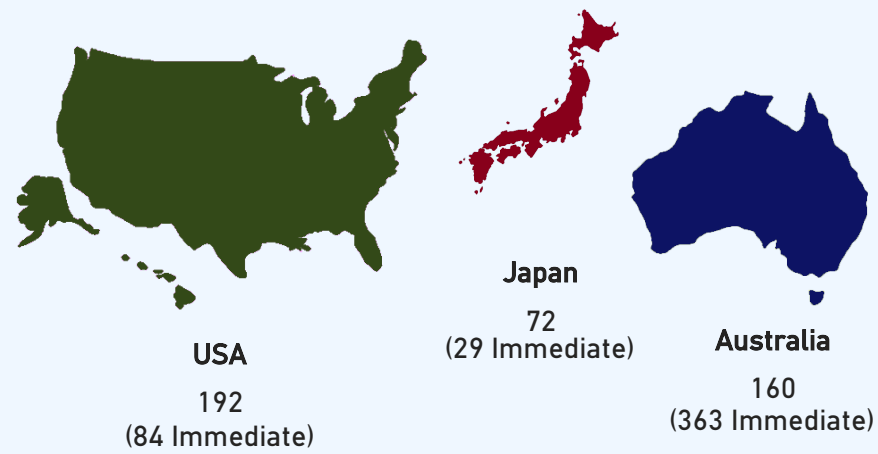 USA
192
(84 Immediate)
Japan
72
(29 Immediate)
Australia
160
(363 Immediate)